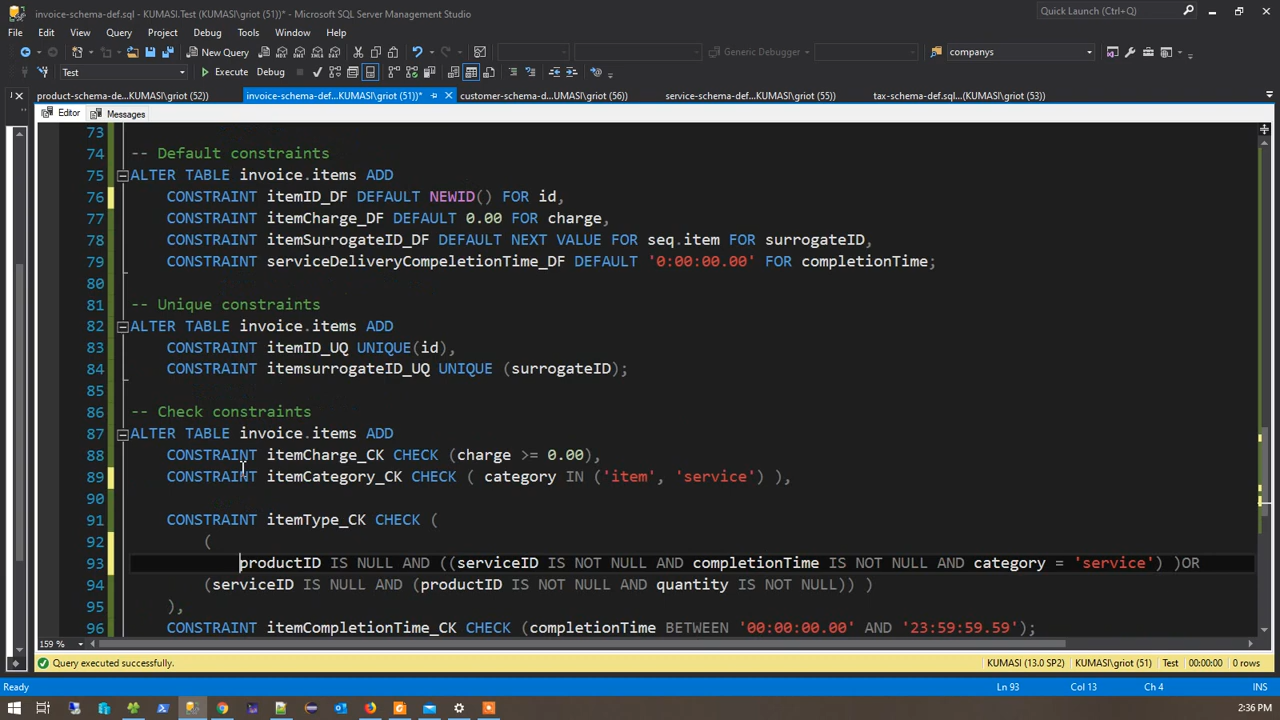 invoice-schema-def.sql - KUMASI.Test (KUMASI\griot (51))* - Microsoft SQL Server Management Studio
Quick Launch (Ctrl+Q)
File Edit View Query Project Debug Tools Window Help
New Query
Generic Debugger
companys
Test
Execute Debug
product-schema-de...KUMASI\griot (52))
invoice-schema-def...KUMASI\griot (51))*
customer-schema-d...UMASI\griot (56))
service-schema-def...KUMASI\griot (55))
tax-schema-def.sql...(KUMASI\griot (53))
Editor Messages
73
74 -- Default constraints
75 ALTER TABLE invoice.items ADD
76 CONSTRAINT itemID_DF DEFAULT NEWID() FOR id,
77 CONSTRAINT itemCharge_DF DEFAULT 0.00 FOR charge,
78 CONSTRAINT itemSurrogateID_DF DEFAULT NEXT VALUE FOR seq.item FOR surrogateID,
79 CONSTRAINT serviceDeliveryCompeletionTime_DF DEFAULT '0:00:00.00' FOR completionTime;
80
81 -- Unique constraints
82 ALTER TABLE invoice.items ADD
83 CONSTRAINT itemID_UQ UNIQUE(id),
84 CONSTRAINT itemsurrogateID_UQ UNIQUE (surrogateID);
85
86 -- Check constraints
87 ALTER TABLE invoice.items ADD
88 CONSTRAINT itemCharge_CK CHECK (charge >= 0.00),
89 CONSTRAINT itemCategory_CK CHECK ( category IN ('item', 'service') ),
90
91 CONSTRAINT itemType_CK CHECK (
92 (
93 productID IS NULL AND ((serviceID IS NOT NULL AND completionTime IS NOT NULL AND category = 'service') )OR
94 (serviceID IS NULL AND (productID IS NOT NULL AND quantity IS NOT NULL)) )
95 ),
96 CONSTRAINT itemCompletionTime_CK CHECK (completionTime BETWEEN '00:00:00.00' AND '23:59:59.59');
159 %
Query executed successfully.
KUMASI (13.0 SP2) KUMASI\griot (51) Test 00:00:00 0 rows
Ready
Ln 93 Col 13 Ch 4 INS
2:36 PM